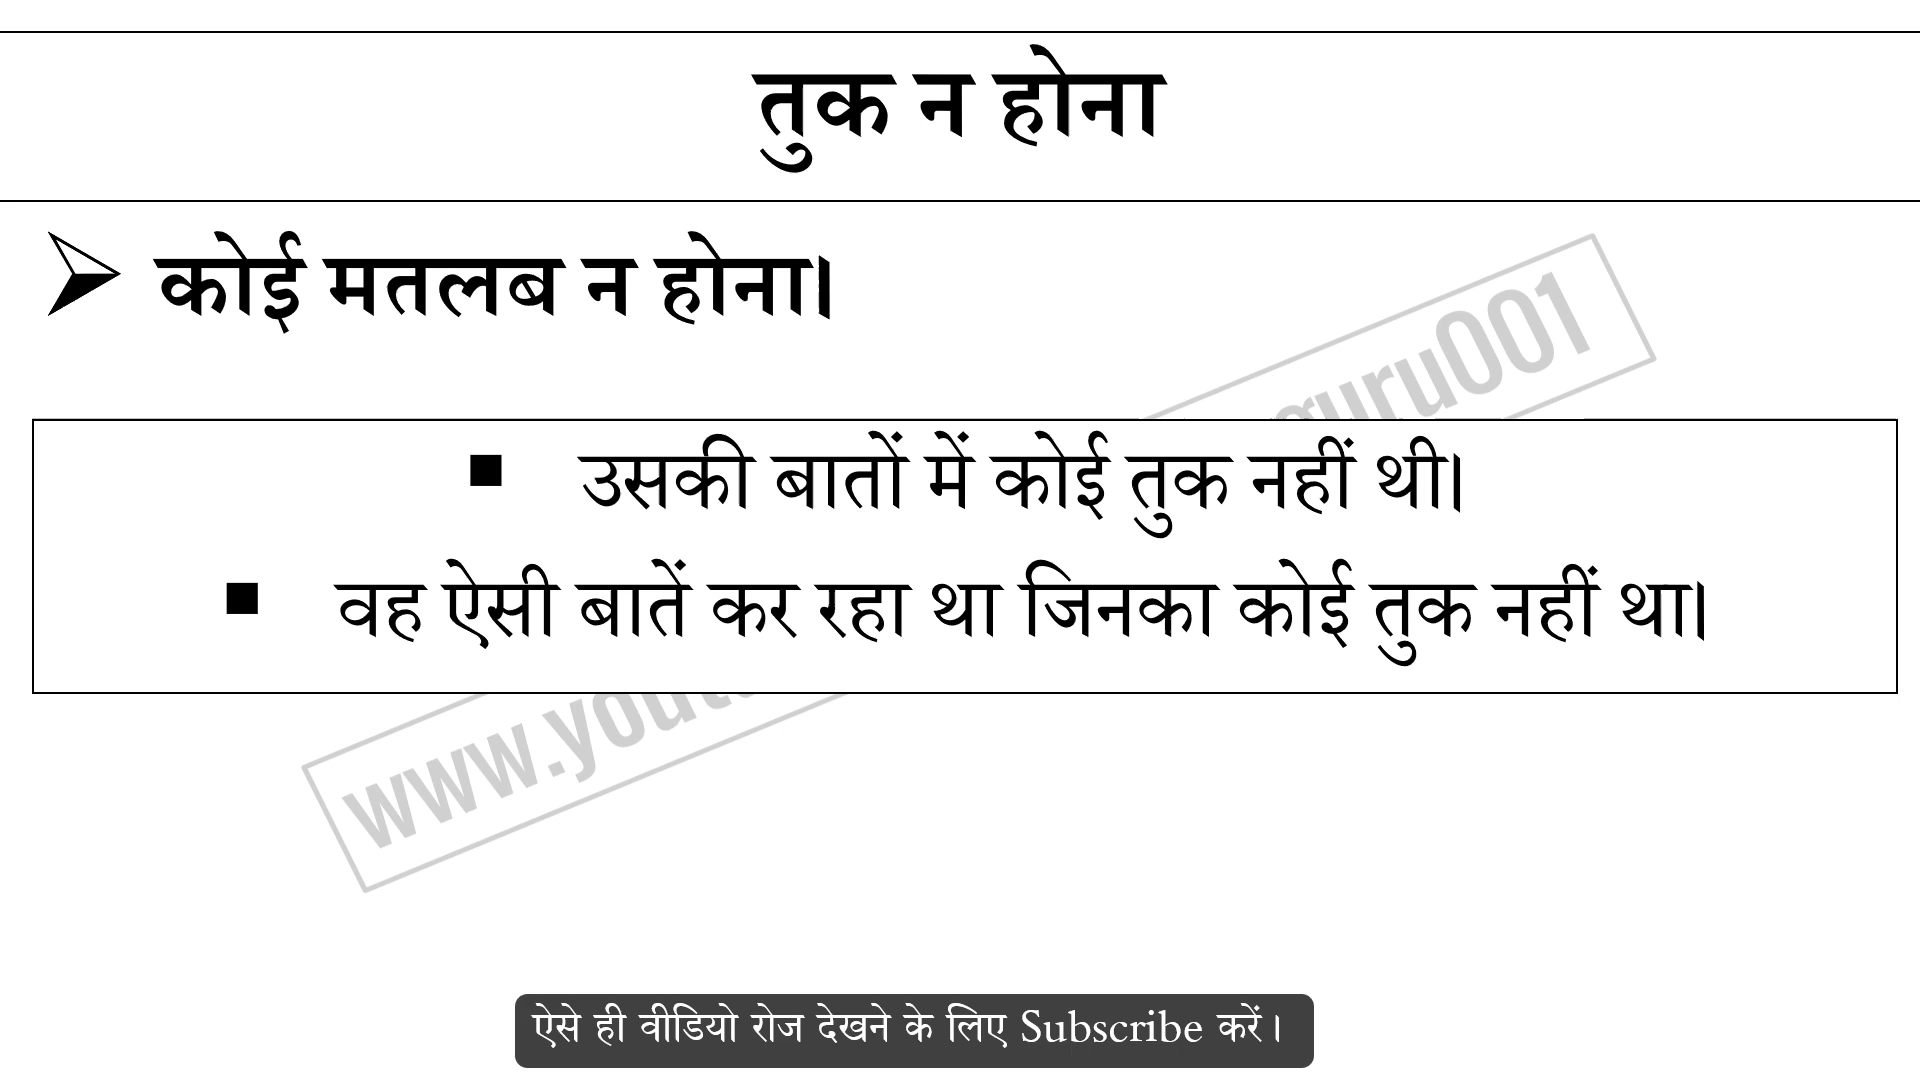 तुक न होना
कोई मतलब न होना।
उसकी बातों में कोई तुक नहीं थी।
वह ऐसी बातें कर रहा था जिनका कोई तुक नहीं था।
ऐसे ही वीडियो रोज देखने के लिए Subscribe करें।